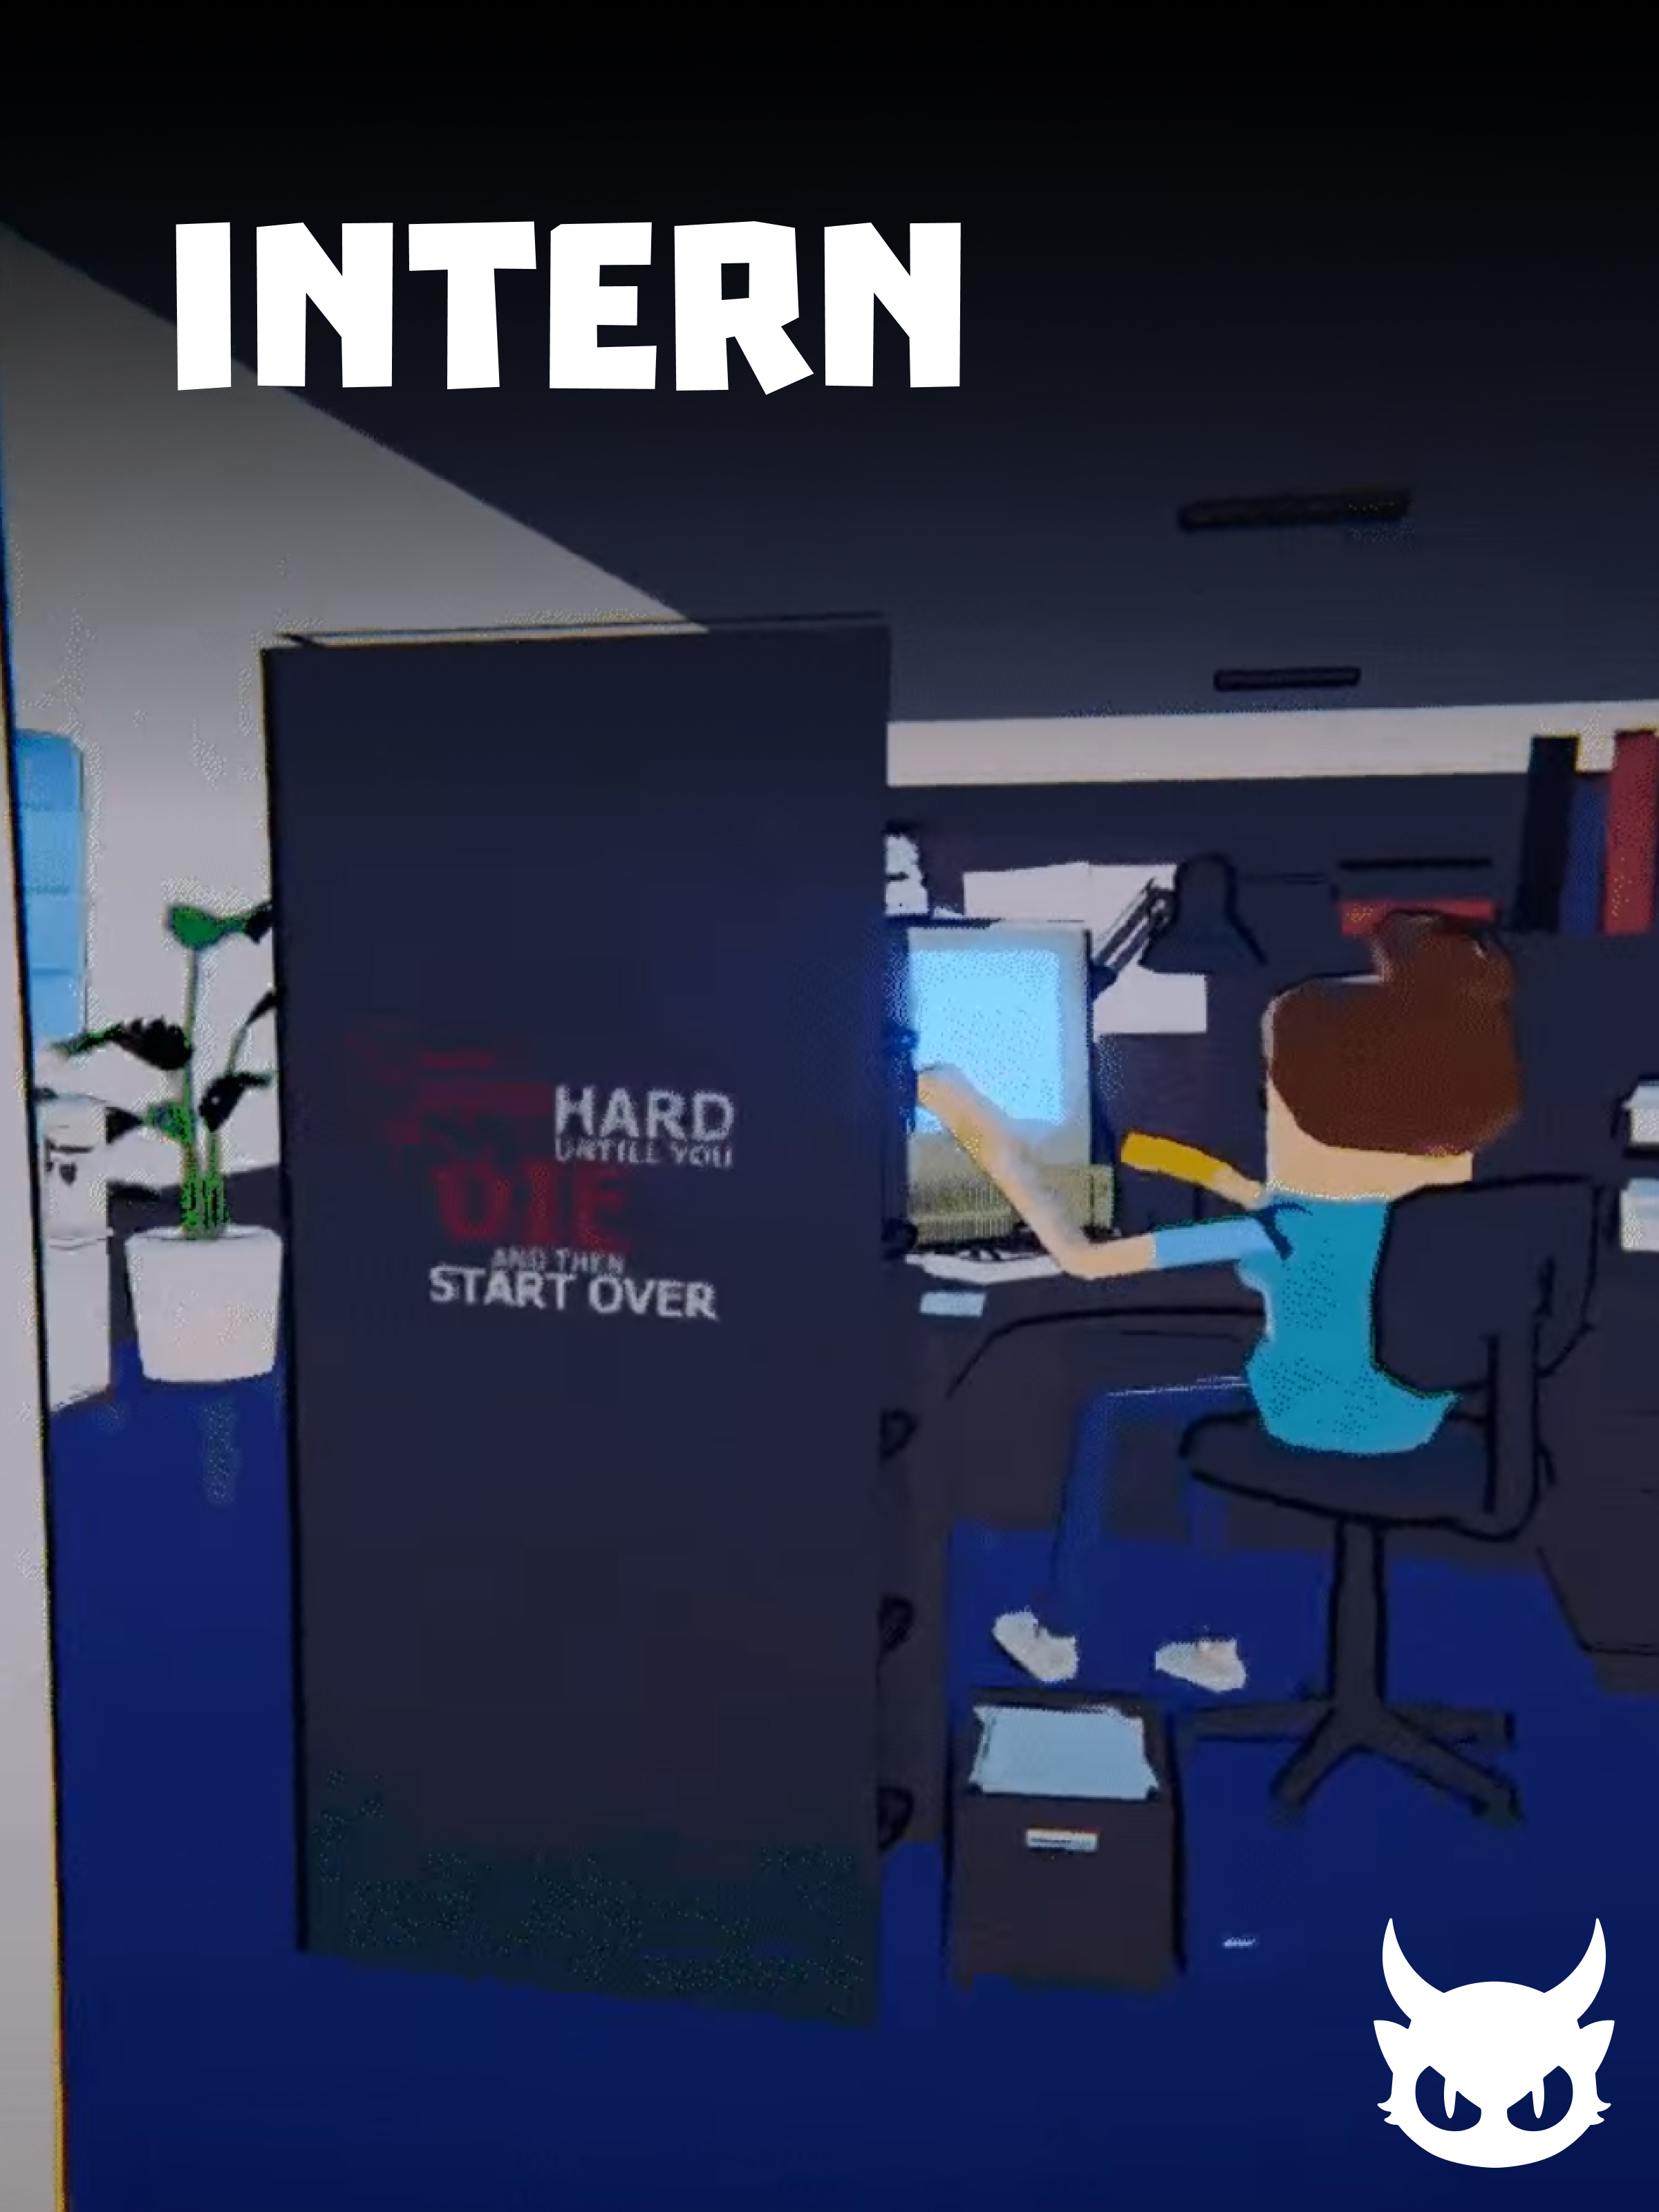 INTERN
HARD
UNTILL YOU
DIE
AND THEN
START OVER